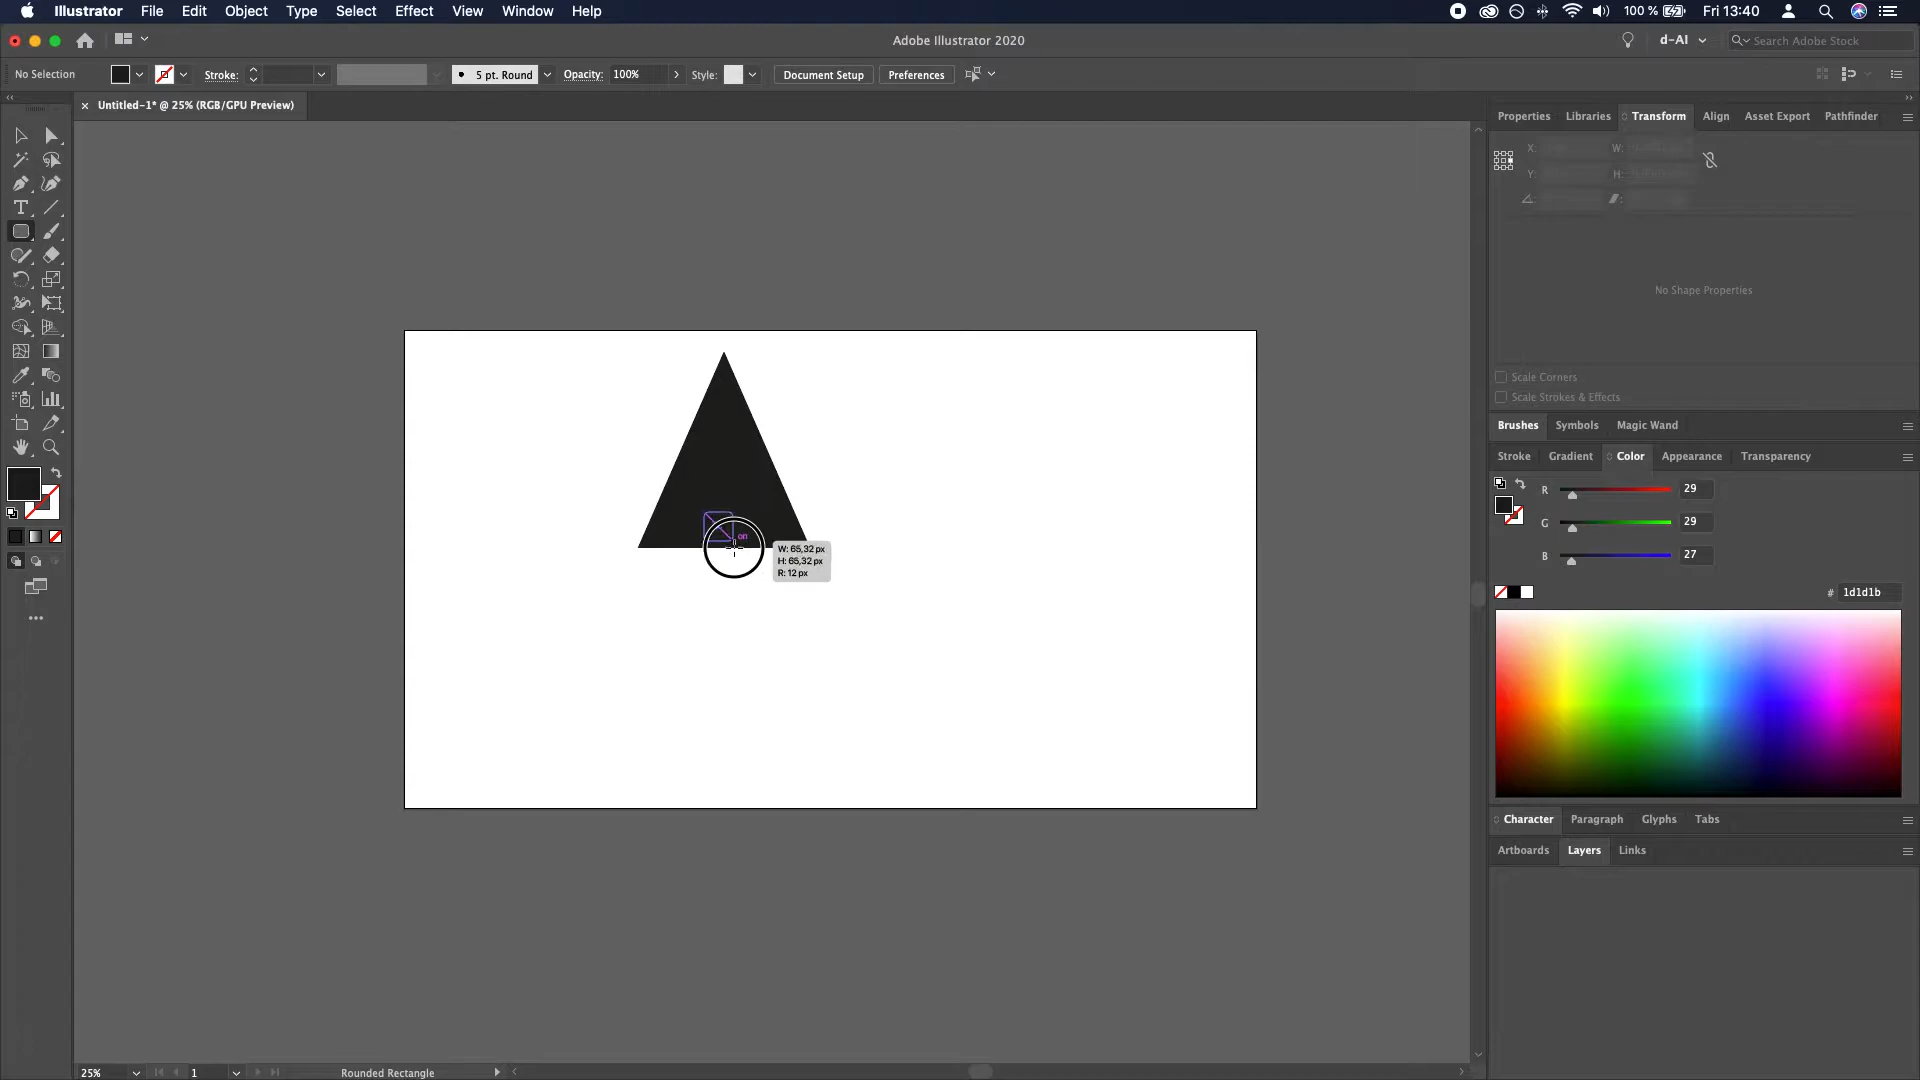 Illustrator File Edit Object Type Select Effect View Window Help
100 % Fri 13:40
Adobe Illustrator 2020
d-AI
Search Adobe Stock
No Selection
Stroke:
5 pt. Round
Opacity: 100%
Style:
Document Setup
Preferences
Untitled-1* @ 25% (RGB/GPU Preview)
Properties Libraries Transform Align Asset Export Pathfinder
X: W:
Y: H:
No Shape Properties
Scale Corners
Scale Strokes & Effects
on
W: 65,32 px
H: 65,32 px
R: 12 px
Brushes Symbols Magic Wand
Stroke Gradient Color Appearance Transparency
R 29
G 29
B 27
# 1d1d1b
Character Paragraph Glyphs Tabs
Artboards Layers Links
25% 1 Rounded Rectangle